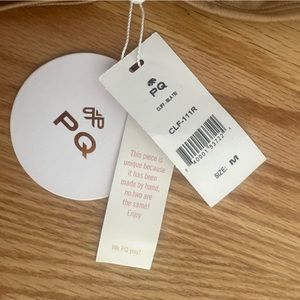 PQ
PQ
CLF-111R
SIZE: M
This piece is
unique because
it has been
made by hand,
no two are
the same!
Enjoy
We PQ you!